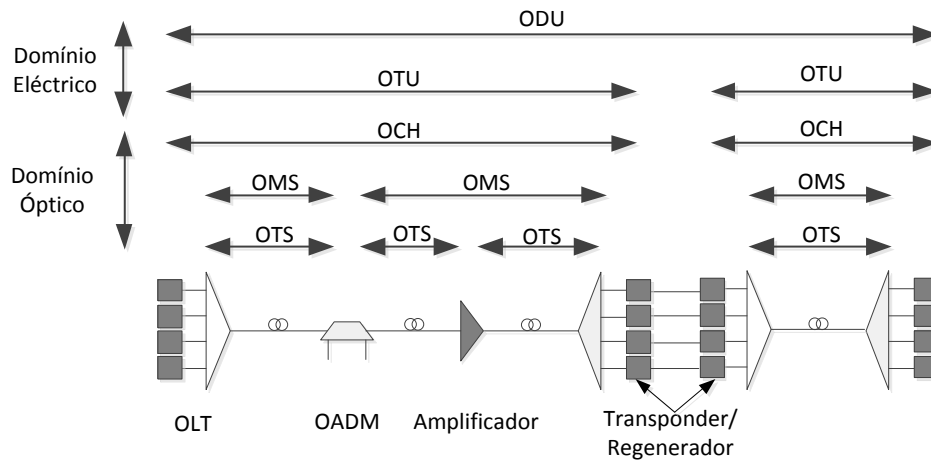 ODU
Domínio
Eléctrico
OTU
OTU
OCH
OCH
Domínio
Óptico
OMS
OMS
OMS
OTS
OTS
OTS
OTS
OLT
OADM
Amplificador
Transponder/
Regenerador